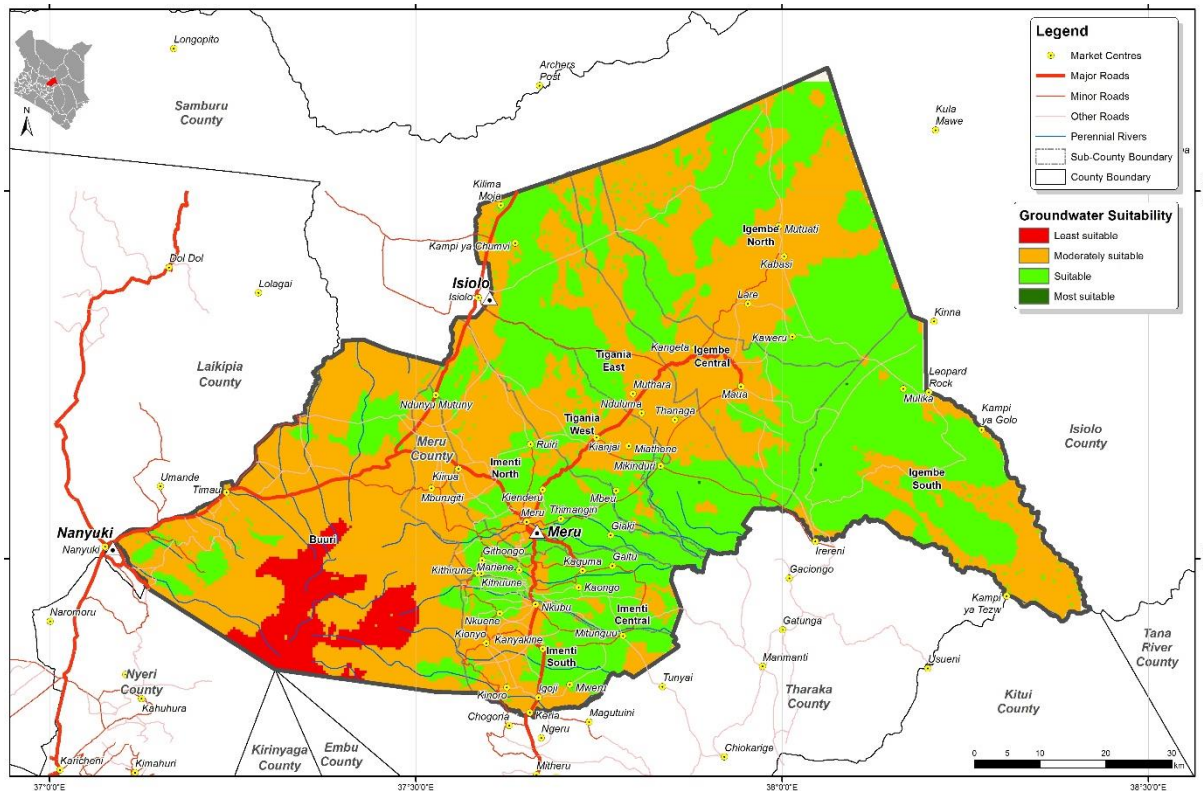 Longopito
Archers
Post
Samburu
County
N
Kula
Mawe
Legend
Market Centres
Major Roads
Minor Roads
Other Roads
Perennial Rivers
Sub-County Boundary
County Boundary
Groundwater Suitability
Least suitable
Moderately suitable
Suitable
Most suitable
Kilima
Moja
Kampi ya Chumvi
Igembe
North
Mutuati
Kabasi
Dol Dol
Lolagai
Isiolo
Isiolo
Lare
Kinna
Kaweru
Laikipia
County
Tigania
East
Kangeta
Igembe
Central
Leopard
Rock
Mulika
Muthara
Maua
Nduluma
Thanaga
Ndunyu Mutuny
Kampi
ya Golo
Isiolo
County
Tigania
West
Meru
County
Ruiri
Kianjai
Miathene
Mikinduri
Imenti
North
Kiirua
Mburugiti
Igembe
South
Umande
Timau
Kienderu
Mbeu
Meru
Thimangiri
Meru
Giaki
Nanyuki
Nanyuki
Buuri
Irereni
Githongo
Kithirune
Manene
Kithirune
Kaguma
Gaitu
Gaciongo
Kaongo
Kampi
ya Tezw
Naromoru
Nkubu
Nkuene
Imenti
Central
Gatunga
Kionyo
Kanyakine
Mitunguu
Imenti
South
Tana
River
County
Usueni
Manmanti
Nyeri
County
Kahuhura
Kinoro
Igoji
Mweru
Tunyai
Tharaka
County
Kitui
County
Chogoria
Keria
Magutuini
Ngeru
Kirinyaga
County
Embu
County
Chiokarige
Karicheni
Kimahuri
Mitheru
0 5 10 20 30
km
37°0'0"E
37°30'0"E
38°0'0"E
38°30'0"E